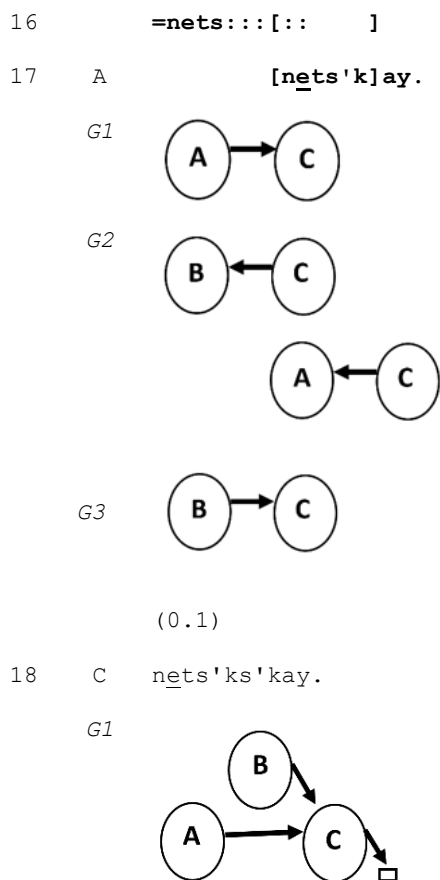 16 =nets:::[:: ]
17 A [nets'k]ay.
G1
A C
G2
B C
A C
G3
B C
(0.1)
18 C nets'ks'kay.
G1
B
A C